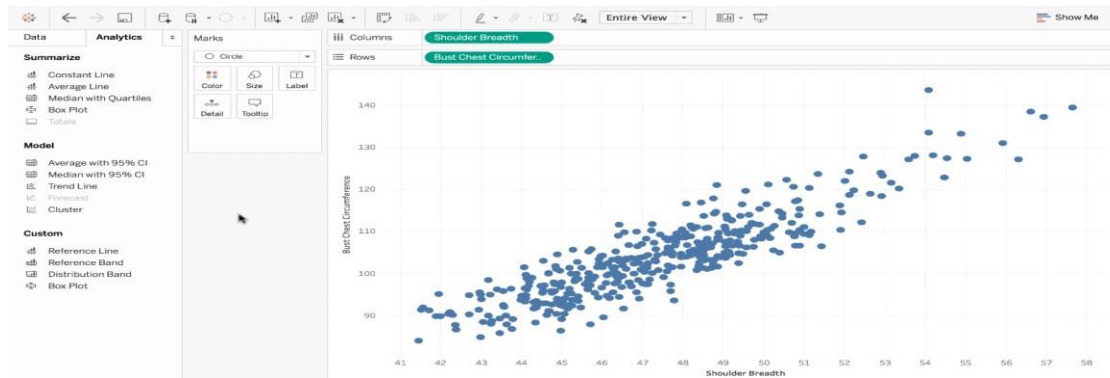 Entire View
Show Me
Data
Analytics
Summarize
Constant Line
Average Line
Median with Quartiles
Box Plot
Totals
Model
Average with 95% CI
Median with 95% CI
Trend Line
Forecast
Cluster
Custom
Reference Line
Reference Band
Distribution Band
Box Plot
Marks
Circle
Color
Size
Label
Detail
Tooltip
Columns
Shoulder Breadth
Rows
Bust Chest Circumfer..
Bust Chest Circumference
140
130
120
110
100
90
41 42 43 44 45 46 47 48 49 50 51 52 53 54 55 56 57 58
Shoulder Breadth